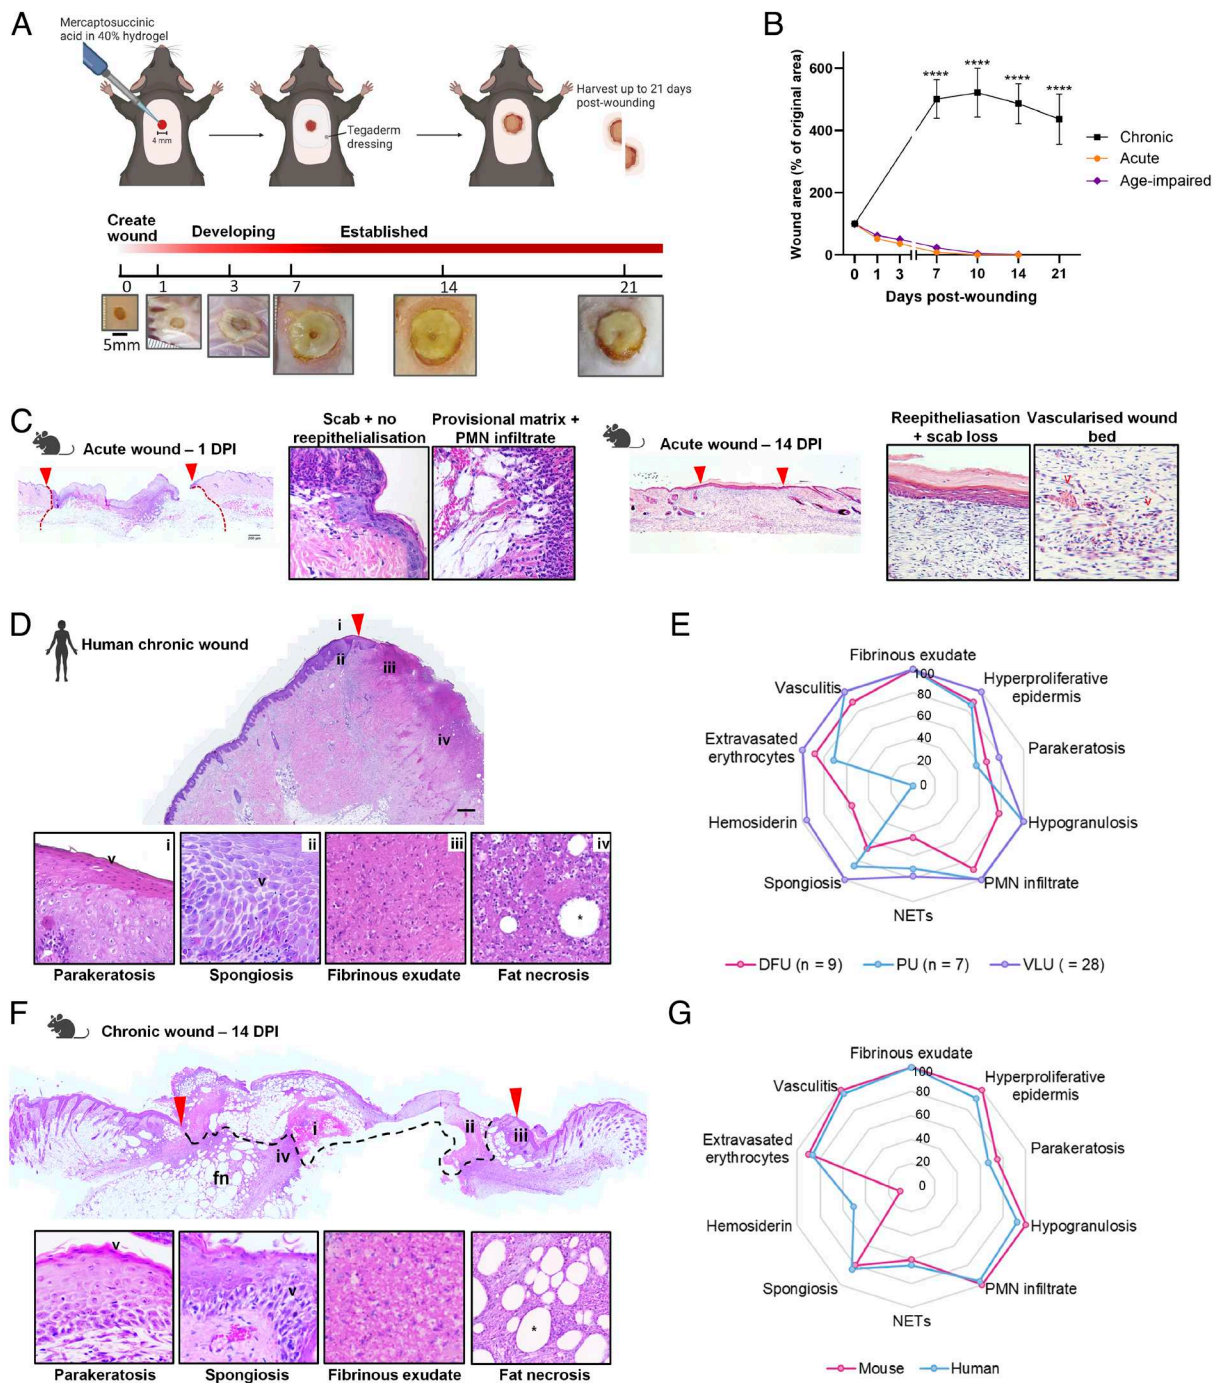 A
Mercaptosuccinic
acid in 40% hydrogel
4 mm
Tegaderm
dressing
Harvest up to 21 days
post-wounding
Create
wound
Developing
Established
0 1 3 7 14 21
5mm
B
Wound area (% of original area)
600
400
200
0
****
****
****
****
0 1 3 7 10 14 21
Days post-wounding
Chronic
Acute
Age-impaired
C
Acute wound – 1 DPI
Scab + no
reepithelialisation
Provisional matrix +
PMN infiltrate
Acute wound – 14 DPI
Reepitheliasation
+ scab loss
Vascularised wound
bed
v
v
D
Human chronic wound
i
ii
iii
iv
i
v
ii
v
iii
iv
*
Parakeratosis
Spongiosis
Fibrinous exudate
Fat necrosis
E
Fibrinous exudate
Hyperproliferative
epidermis
Parakeratosis
Hypogranulosis
PMN infiltrate
NETs
Spongiosis
Hemosiderin
Extravasated
erythrocytes
Vasculitis
100
80
60
40
20
0
DFU (n = 9)
PU (n = 7)
VLU ( = 28)
F
Chronic wound – 14 DPI
i
ii
iii
iv
fn
v
v
*
Parakeratosis
Spongiosis
Fibrinous exudate
Fat necrosis
G
Fibrinous exudate
Hyperproliferative
epidermis
Parakeratosis
Hypogranulosis
PMN infiltrate
NETs
Spongiosis
Hemosiderin
Extravasated
erythrocytes
Vasculitis
100
80
60
40
20
0
Mouse
Human